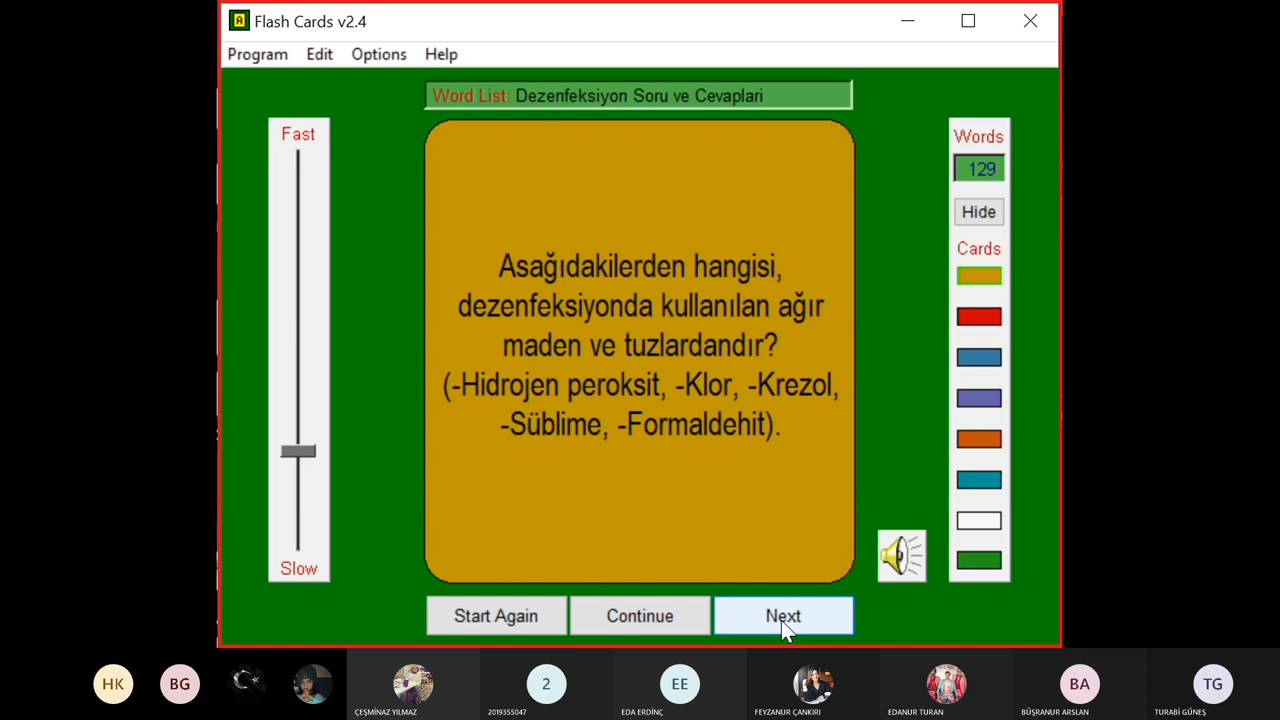 Flash Cards v2.4
Program Edit Options Help
Word List: Dezenfeksiyon Soru ve Cevaplari
Fast
Slow
Asağıdakilerden hangisi,
dezenfeksiyonda kullanılan ağır
maden ve tuzlardandır?
(-Hidrojen peroksit, -Klor, -Krezol,
-Süblime, -Formaldehit).
Words
129
Hide
Cards
Start Again Continue Next
HK BG 2 EE BA TG
ÇEŞMİNAZ YILMAZ 2019355047 EDA ERDİNÇ FEYZANUR ÇANKIRI EDANUR TURAN BÜŞRANUR ARSLAN TURABİ GÜNEŞ